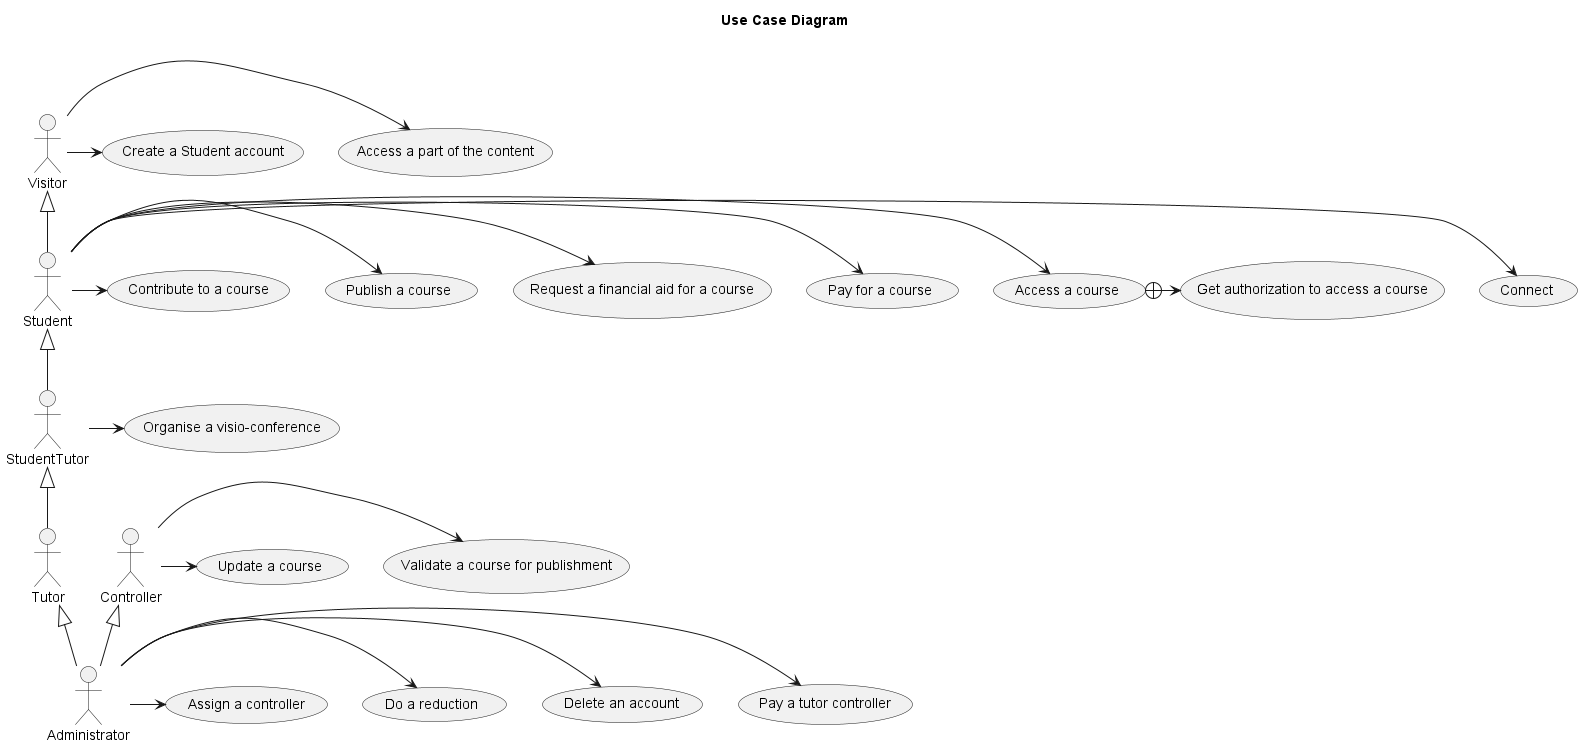 Use Case Diagram
Create a Student account
Access a part of the content
Visitor
Contribute to a course
Publish a course
Request a financial aid for a course
Pay for a course
Access a course
Get authorization to access a course
Connect
Student
Organise a visio-conference
StudentTutor
Update a course
Validate a course for publishment
Tutor
Controller
Assign a controller
Do a reduction
Delete an account
Pay a tutor controller
Administrator